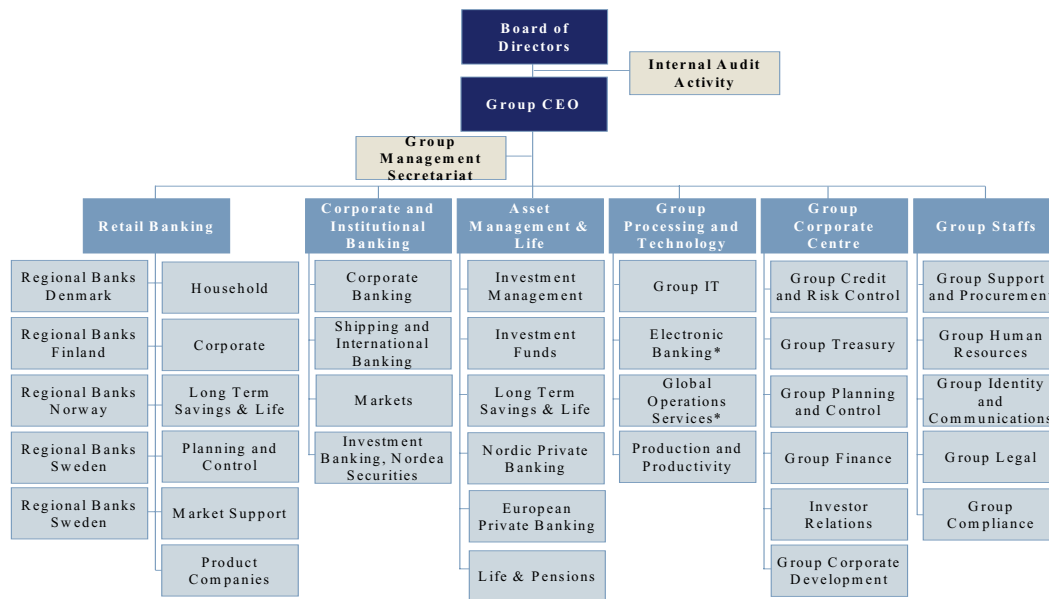 Board of
Directors
Internal Audit
Activity
Group CEO
Group
Management
Secretariat
Retail Banking
Corporate and
Institutional
Banking
Asset
Management &
Life
Group
Processing and
Technology
Group
Corporate
Centre
Group Staffs
Regional Banks
Denmark
Regional Banks
Finland
Regional Banks
Norway
Regional Banks
Sweden
Regional Banks
Sweden
Household
Corporate
Long Term
Savings & Life
Planning and
Control
Market Support
Product
Companies
Corporate
Banking
Shipping and
International
Banking
Markets
Investment
Banking, Nordea
Securities
Investment
Management
Investment
Funds
Long Term
Savings & Life
Nordic Private
Banking
European
Private Banking
Life & Pensions
Group IT
Electronic
Banking*
Global
Operations
Services*
Production and
Productivity
Group Credit
and Risk Control
Group Treasury
Group Planning
and Control
Group Finance
Investor
Relations
Group Corporate
Development
Group Support
and Procurement
Group Human
Resources
Group Identity
and
Communications
Group Legal
Group
Compliance